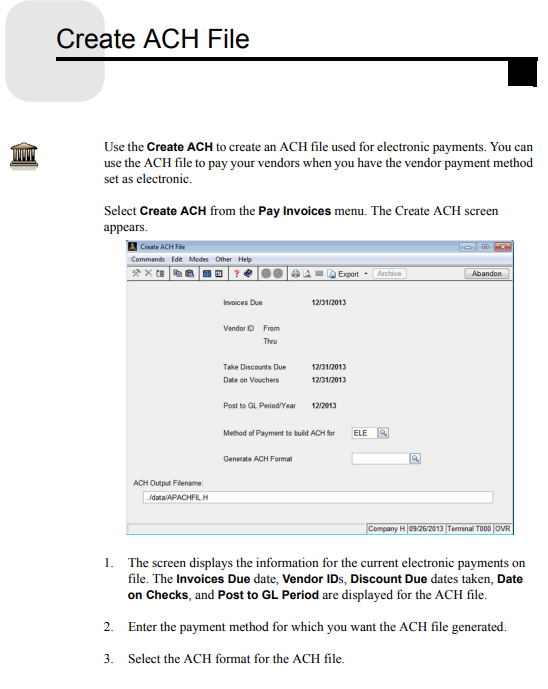 Create ACH File
Use the Create ACH to create an ACH file used for electronic payments. You can
use the ACH file to pay your vendors when you have the vendor payment method
set as electronic.
Select Create ACH from the Pay Invoices menu. The Create ACH screen
appears.
Create ACH File
Commands Edit Modes Other Help
Export Archive Abandon
Invoices Due 12/31/2013
Vendor ID From
Thru
Take Discounts Due 12/31/2013
Date on Vouchers 12/31/2013
Post to GL Period/Year 12/2013
Method of Payment to build ACH for ELE
Generate ACH Format
ACH Output Filename:
../data/APACHFIL.H
Company H 09/26/2013 Terminal T000 OVR
1. The screen displays the information for the current electronic payments on
file. The Invoices Due date, Vendor IDs, Discount Due dates taken, Date
on Checks, and Post to GL Period are displayed for the ACH file.
2. Enter the payment method for which you want the ACH file generated.
3. Select the ACH format for the ACH file.